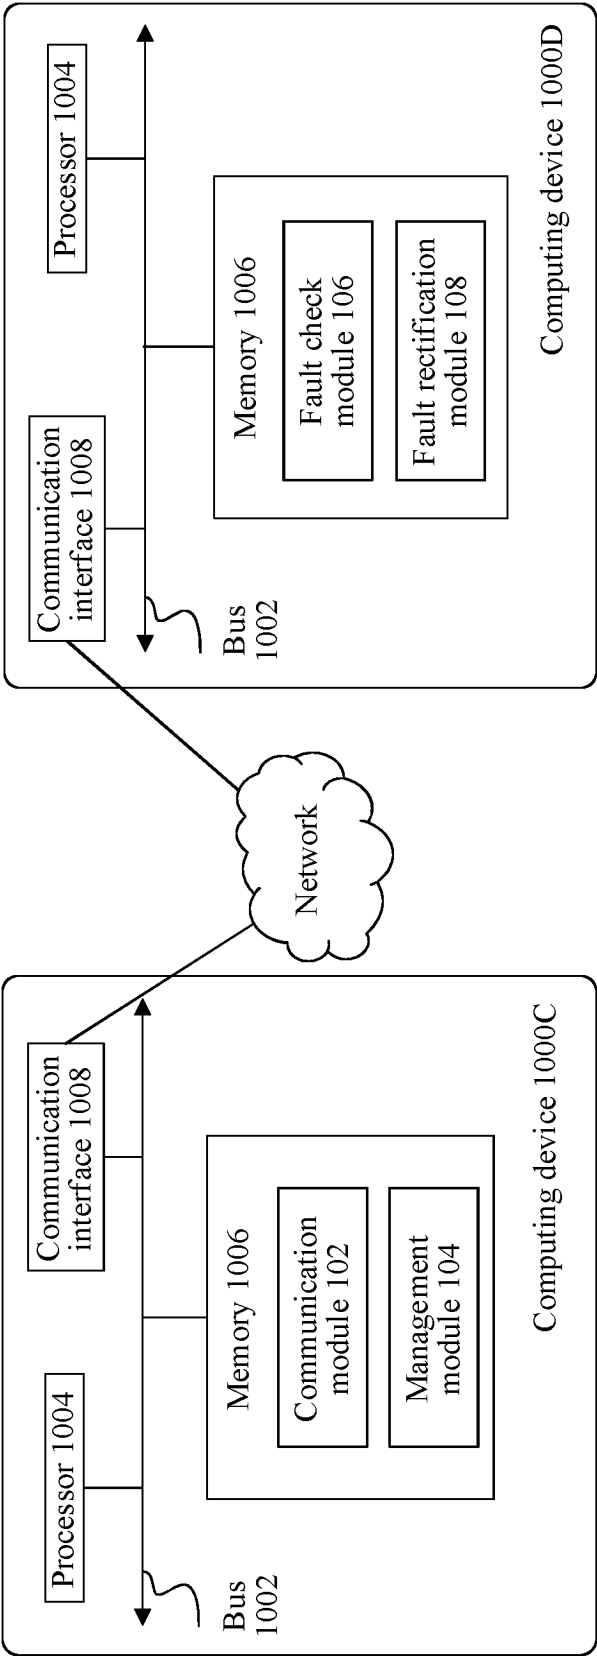 Processor 1004
Communication
interface 1008
Bus
1002
Memory 1006
Communication
module 102
Management
module 104
Computing device 1000C
Network
Communication
interface 1008
Processor 1004
Bus
1002
Memory 1006
Fault check
module 106
Fault rectification
module 108
Computing device 1000D